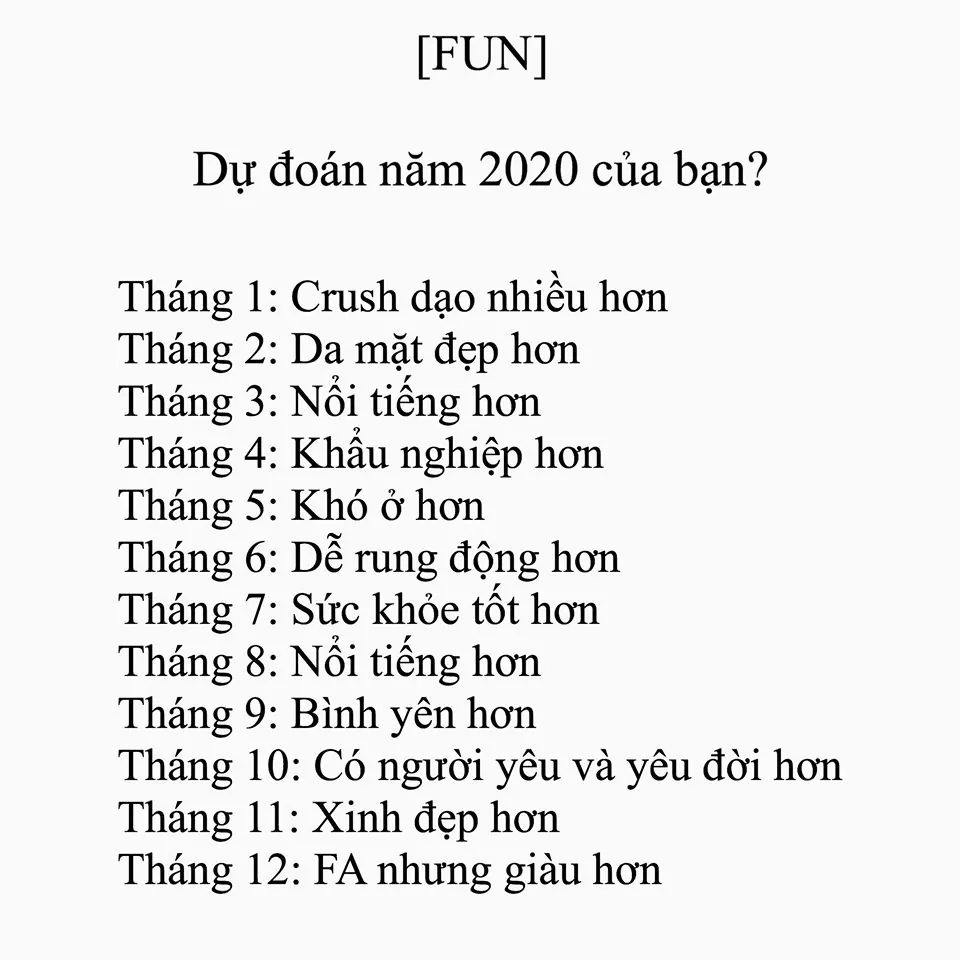 [FUN]
Dự đoán năm 2020 của bạn?
Tháng 1: Crush dạo nhiều hơn
Tháng 2: Da mặt đẹp hơn
Tháng 3: Nổi tiếng hơn
Tháng 4: Khẩu nghiệp hơn
Tháng 5: Khó ở hơn
Tháng 6: Dễ rung động hơn
Tháng 7: Sức khỏe tốt hơn
Tháng 8: Nổi tiếng hơn
Tháng 9: Bình yên hơn
Tháng 10: Có người yêu và yêu đời hơn
Tháng 11: Xinh đẹp hơn
Tháng 12: FA nhưng giàu hơn